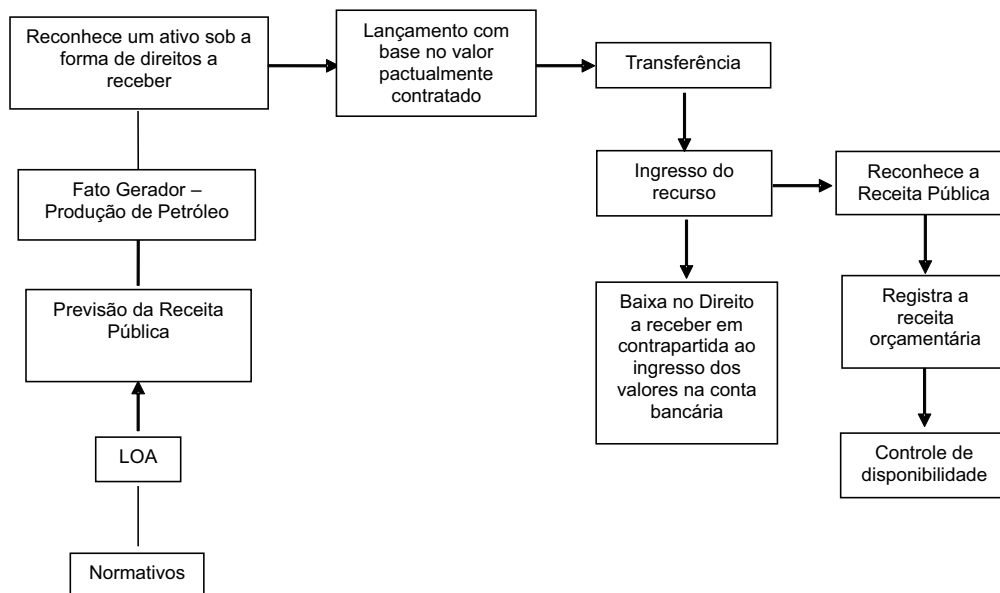 Reconhece um ativo sob a
forma de direitos a
receber
Lançamento com
base no valor
pactualmente
contratado
Transferência
Fato Gerador –
Produção de Petróleo
Ingresso do
recurso
Reconhece a
Receita Pública
Previsão da Receita
Pública
Baixa no Direito
a receber em
contrapartida ao
ingresso dos
valores na conta
bancária
Registra a
receita
orçamentária
LOA
Controle de
disponibilidade
Normativos